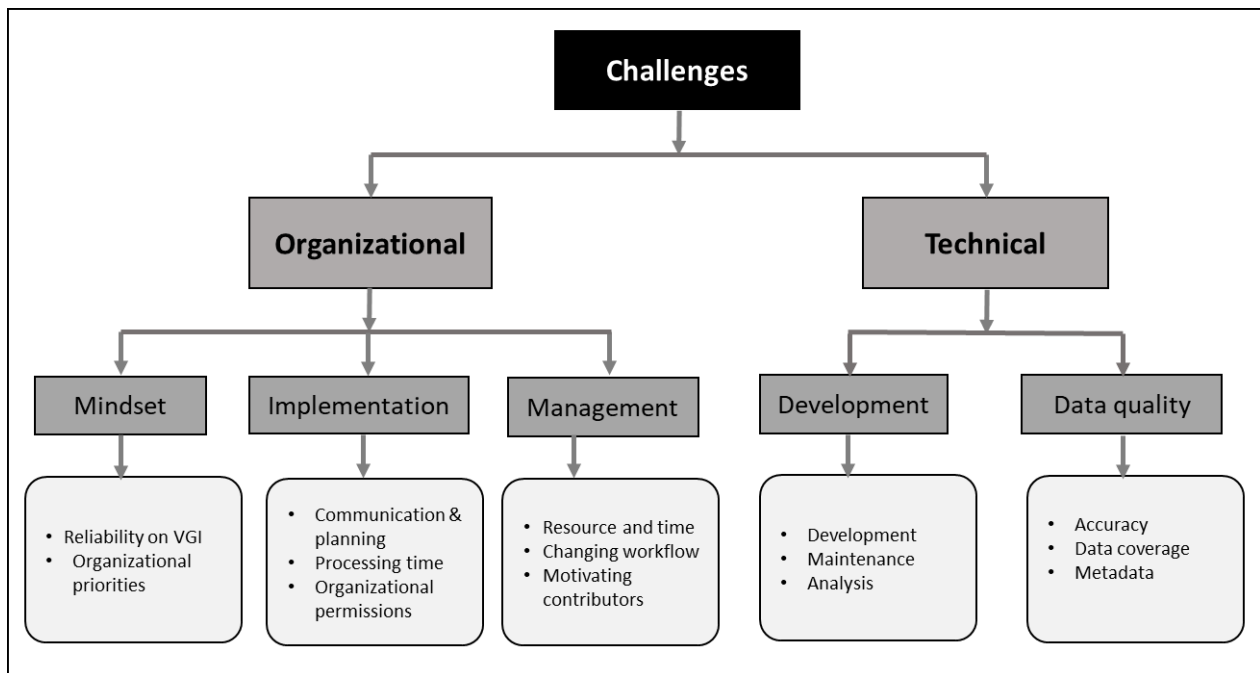 Challenges
Organizational
Technical
Mindset
Implementation
Management
Development
Data quality
• Reliability on VGI
• Organizational
priorities
• Communication &
planning
• Processing time
• Organizational
permissions
• Resource and time
• Changing workflow
• Motivating
contributors
• Development
• Maintenance
• Analysis
• Accuracy
• Data coverage
• Metadata